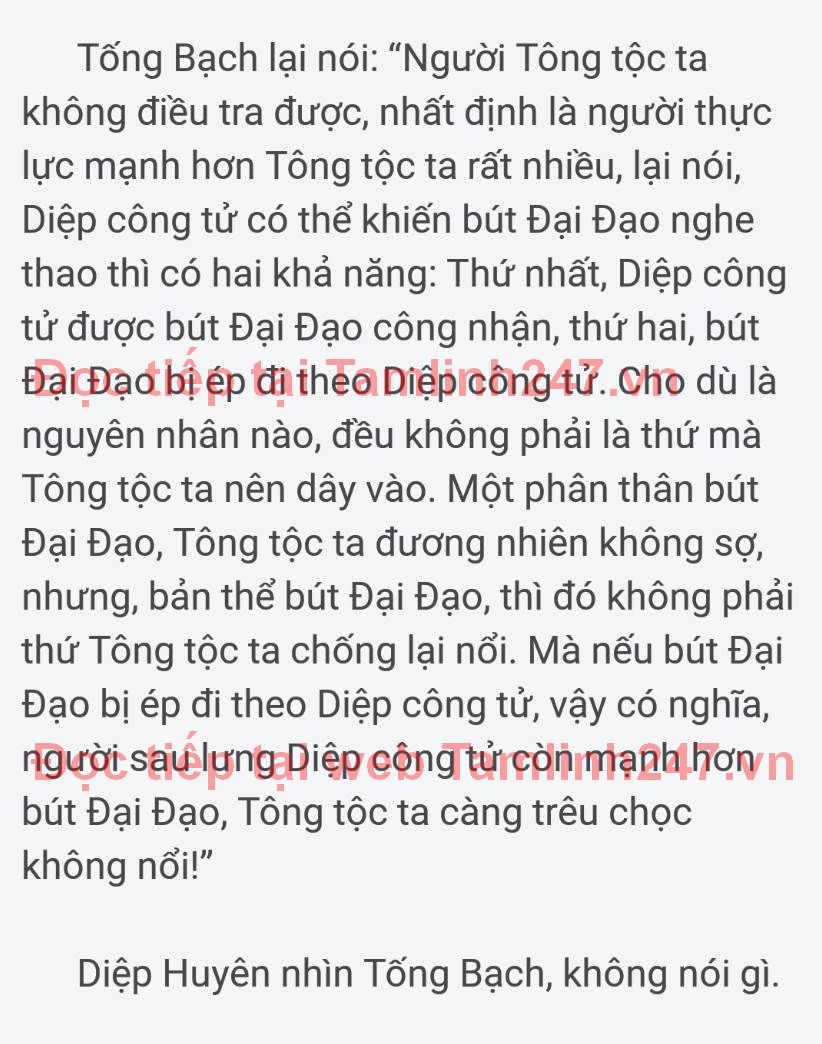 Tống Bạch lại nói: “Người Tông tộc ta
không điều tra được, nhất định là người thực
lực mạnh hơn Tông tộc ta rất nhiều, lại nói,
Diệp công tử có thể khiến bút Đại Đạo nghe
thao thì có hai khả năng: Thứ nhất, Diệp công
tử được bút Đại Đạo công nhận, thứ hai, bút
Đại Đạo bị ép đi theo Diệp công tử. Cho dù là
Đọc tiếp tại Tamlinh247.vn
nguyên nhân nào, đều không phải là thứ mà
Tông tộc ta nên dây vào. Một phân thân bút
Đại Đạo, Tông tộc ta đương nhiên không sợ,
nhưng, bản thể bút Đại Đạo, thì đó không phải
thứ Tông tộc ta chống lại nổi. Mà nếu bút Đại
Đạo bị ép đi theo Diệp công tử, vậy có nghĩa,
người sau lưng Diệp công tử còn mạnh hơn
Đọc tiếp tại web Tamlinh247.vn
bút Đại Đạo, Tông tộc ta càng trêu chọc
không nổi!”
Diệp Huyên nhìn Tống Bạch, không nói gì.